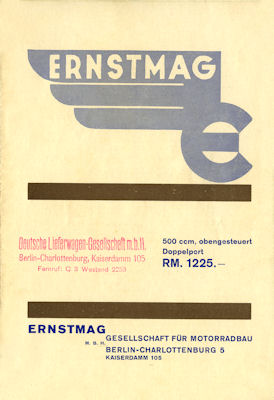 ERNSTMAG
E
Deutsche Lieferwagen-Gesellschaft m.b.H.
Berlin-Charlottenburg, Kaiserdamm 105
Fernruf: C 3 Westend 2253
500 ccm, obengesteuert
Doppelport
RM. 1225.—
ERNSTMAG
M. B. H.
GESELLSCHAFT FÜR MOTORRADBAU
BERLIN-CHARLOTTENBURG 5
KAISERDAMM 105